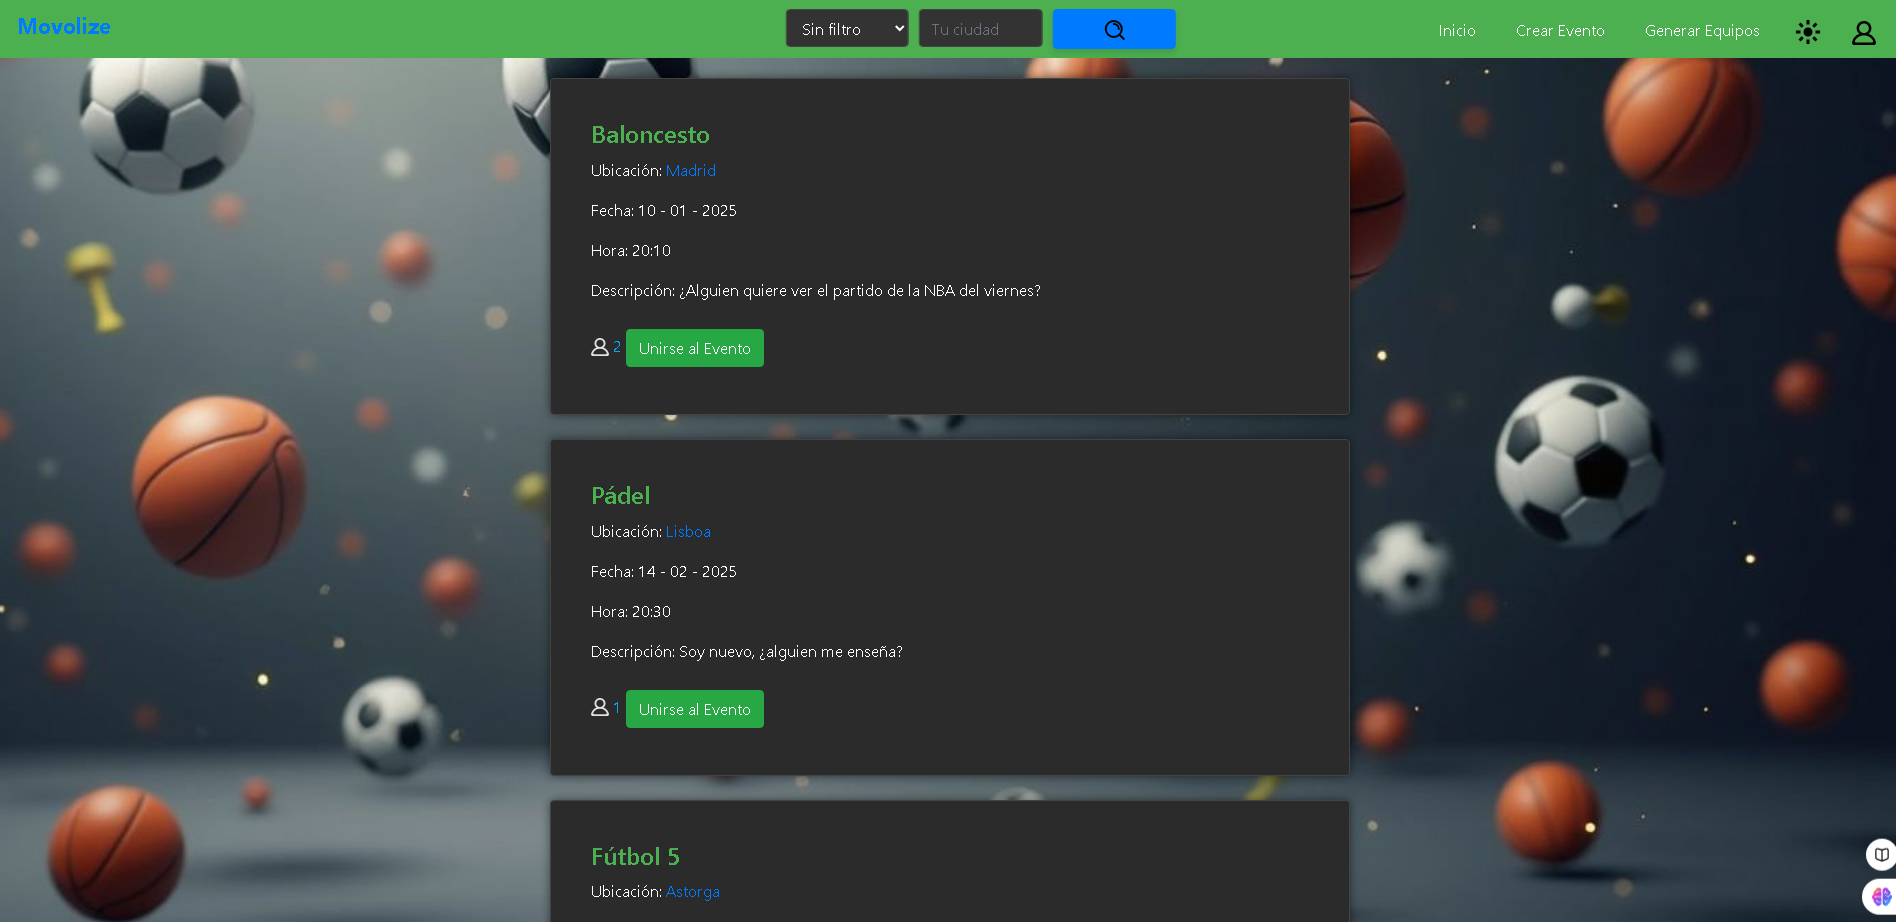 Movolize
Sin filtro
Tu ciudad
Inicio
Crear Evento
Generar Equipos
Baloncesto
Ubicación: Madrid
Fecha: 10 - 01 - 2025
Hora: 20:10
Descripción: ¿Alguien quiere ver el partido de la NBA del viernes?
2 Unirse al Evento
Pádel
Ubicación: Lisboa
Fecha: 14 - 02 - 2025
Hora: 20:30
Descripción: Soy nuevo, ¿alguien me enseña?
1 Unirse al Evento
Fútbol 5
Ubicación: Astorga